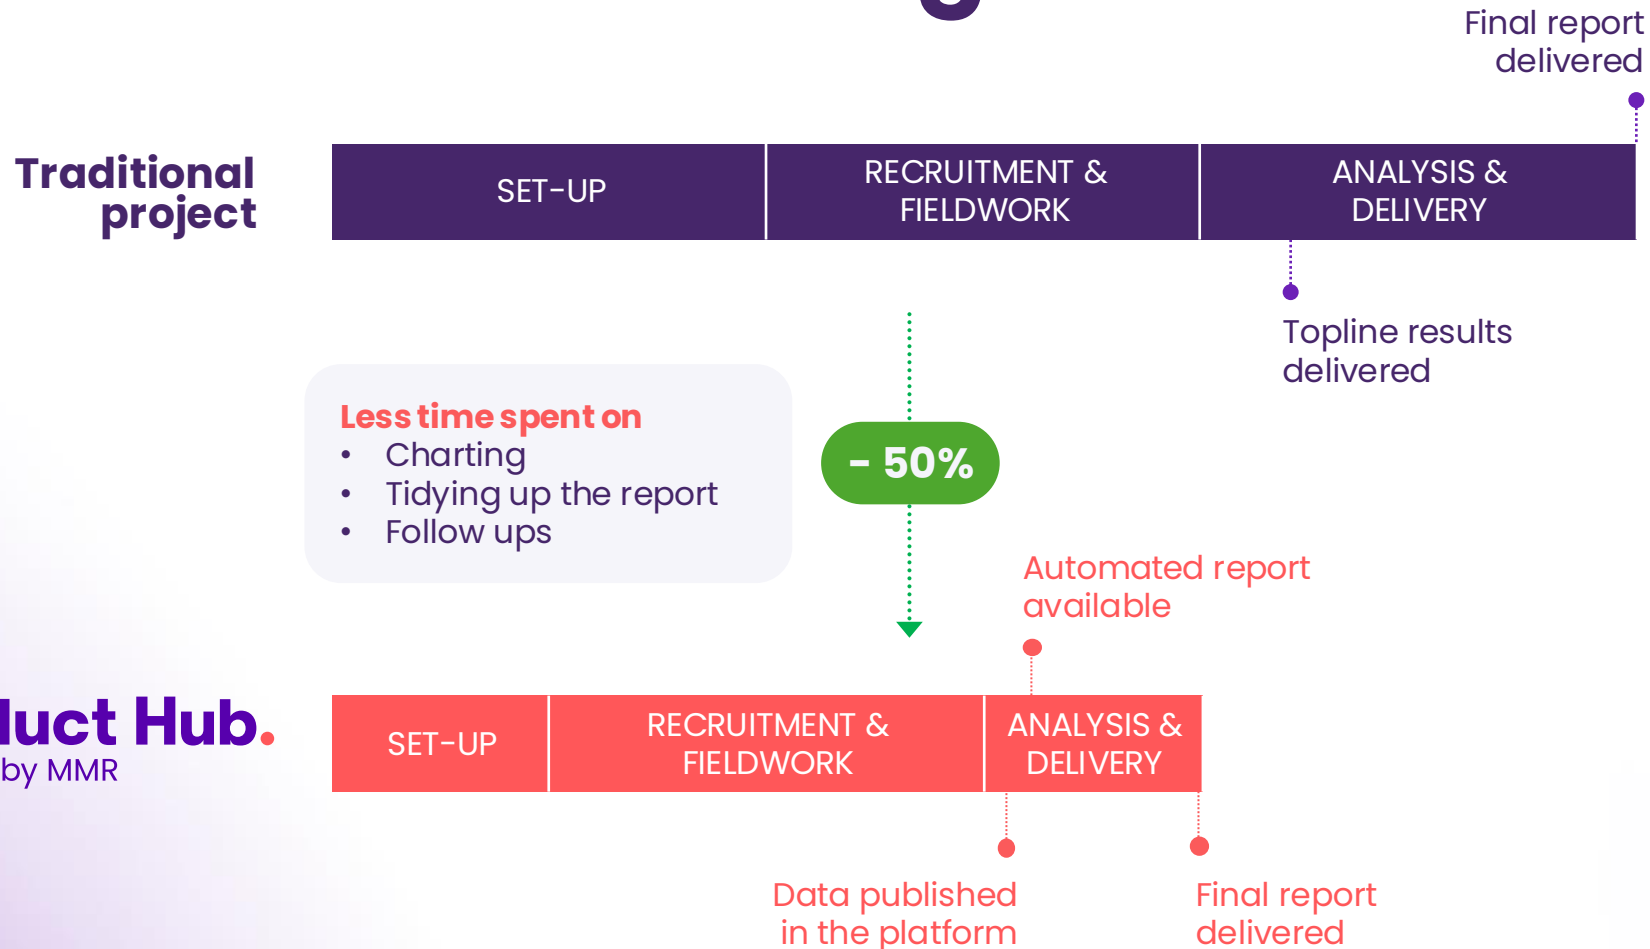 Final report
delivered
Traditional
project
SET-UP
RECRUITMENT &
FIELDWORK
ANALYSIS &
DELIVERY
Topline results
delivered
Less time spent on
• Charting
• Tidying up the report
• Follow ups
- 50%
Automated report
available
duct Hub.
by MMR
SET-UP
RECRUITMENT &
FIELDWORK
ANALYSIS &
DELIVERY
Data published
in the platform
Final report
delivered